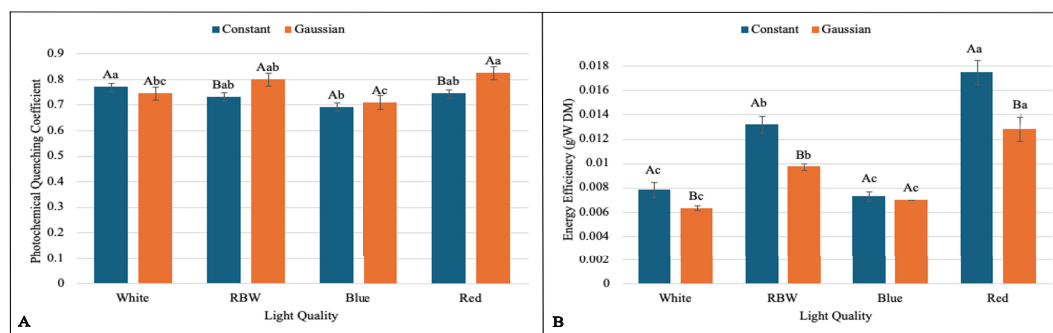 Constant Gaussian
Photochemical Quenching Coefficient
0.9
0.8
0.7
0.6
0.5
0.4
0.3
0.2
0.1
0
Aa Abc Bab Aab Ab Ac Bab Aa
White RBW Blue Red
Light Quality
A
Constant Gaussian
Energy Efficiency (g/W DM)
0.018
0.016
0.014
0.012
0.01
0.008
0.006
0.004
0.002
0
Ac Bc Ab Bb Ac Ac Aa Ba
White RBW Blue Red
Light Quality
B